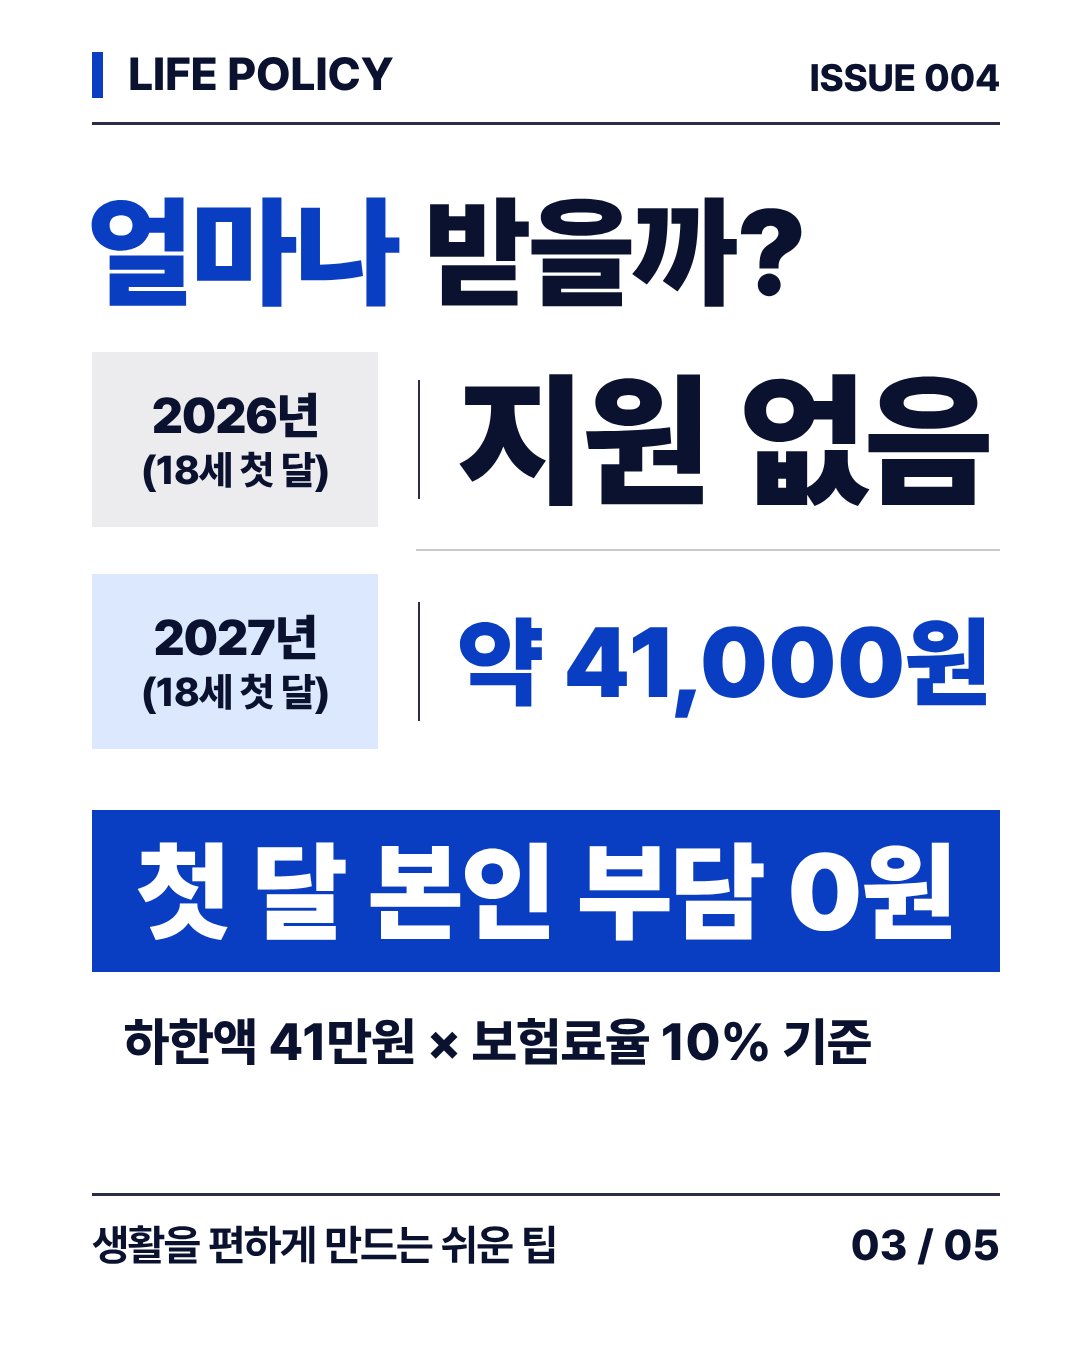 LIFE POLICY
ISSUE 004
얼마나 받을까?
2026년
(18세 첫 달)
지원 없음
2027년
(18세 첫 달)
약 41,000원
첫 달 본인 부담 0원
하한액 41만원 × 보험료율 10% 기준
생활을 편하게 만드는 쉬운 팁
03 / 05